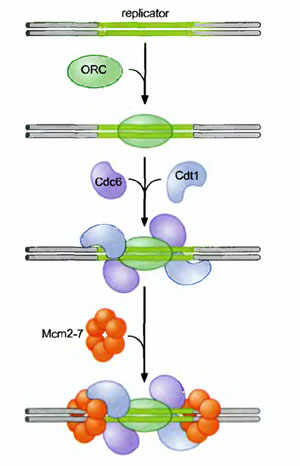 replicator
ORC
Cdc6
Cdt1
Mcm2-7